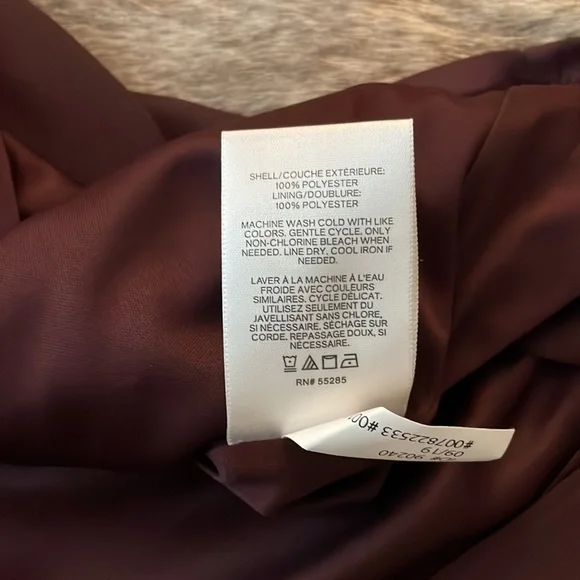 SHELL/COUCHE EXTÉRIEURE:
100% POLYESTER
LINING/DOUBLURE:
100% POLYESTER
MACHINE WASH COLD WITH LIKE
COLORS. GENTLE CYCLE. ONLY
NON-CHLORINE BLEACH WHEN
NEEDED. LINE DRY, COOL IRON IF
NEEDED.
LAVER À LA MACHINE À L'EAU
FROIDE AVEC COULEURS
SIMILAIRES, CYCLE DÉLICAT.
UTILISEZ SEULEMENT DU
JAVELLISANT SANS CHLORE,
SI NÉCESSAIRE. SÉCHAGE SUR
CORDE. REPASSAGE DOUX, SI
NÉCESSAIRE.
RN# 55285
#007822533 #00
09/19
90240